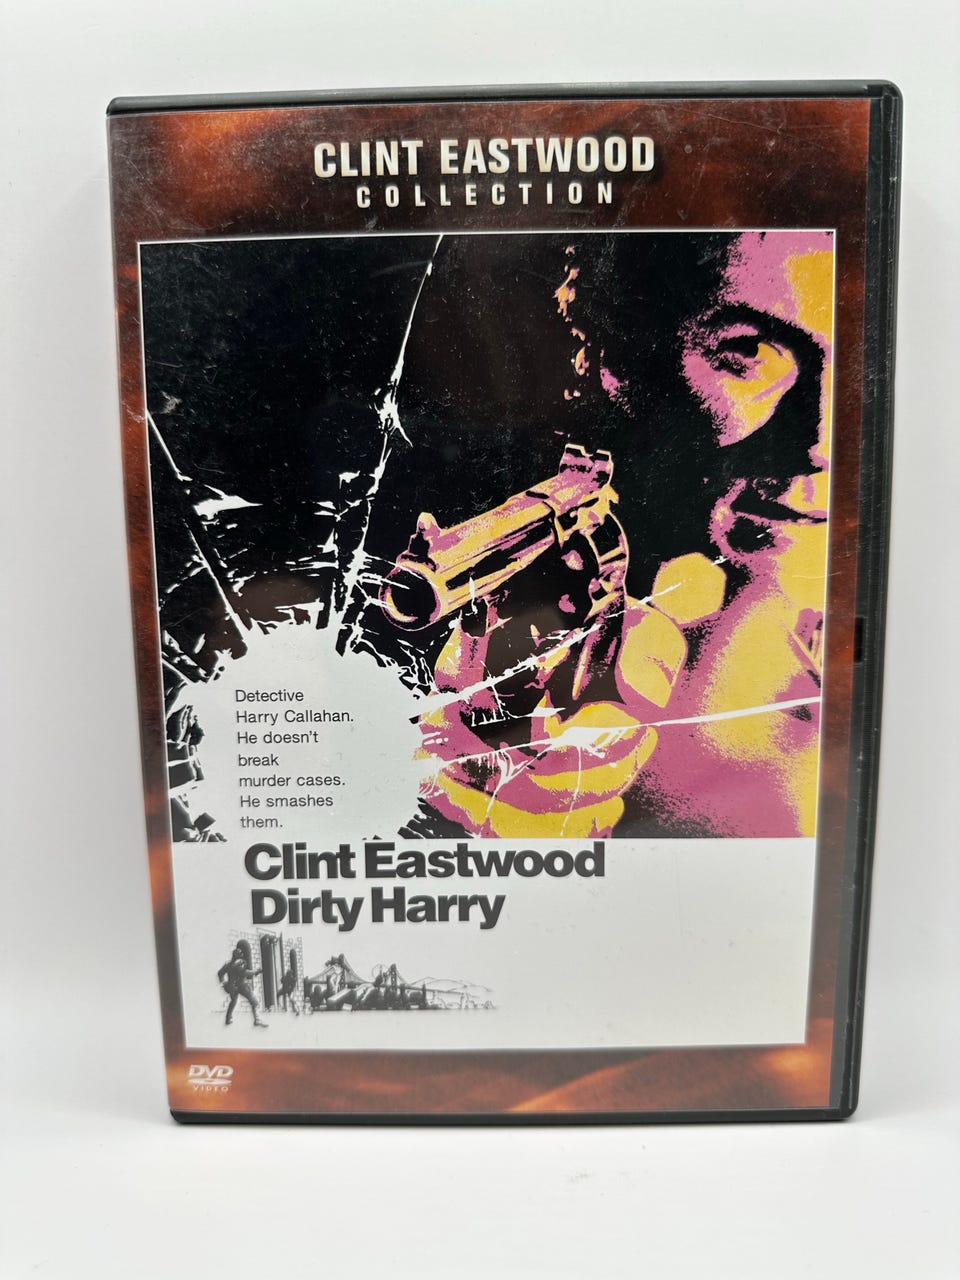 CLINT EASTWOOD
COLLECTION
Detective
Harry Callahan.
He doesn't
break
murder cases.
He smashes
them.
Clint Eastwood
Dirty Harry
DVD
VIDEO